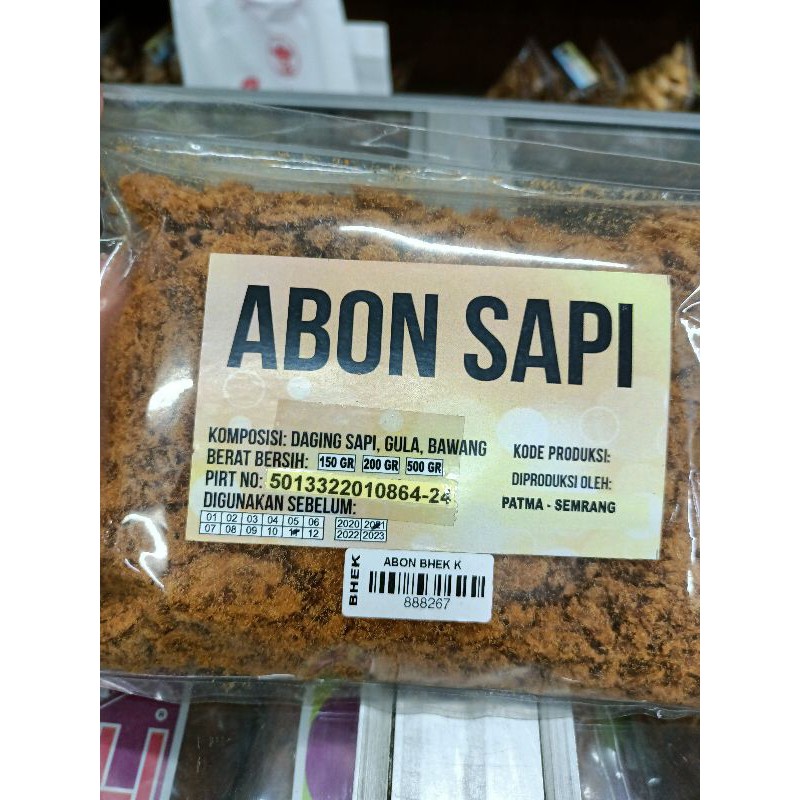 ABON SAPI
KOMPOSISI: DAGING SAPI, GULA, BAWANG
BERAT BERSIH: 150 GR 200 GR 500 GR
PIRT NO: 5013322010864-24
DIGUNAKAN SEBELUM:
01 02 03 04 05 06 2020 2021
07 08 09 10 12 2022 2023
KODE PRODUKSI:
DIPRODUKSI OLEH:
PATMA - SEMRANG
BHEK
ABON BHEK K
888267